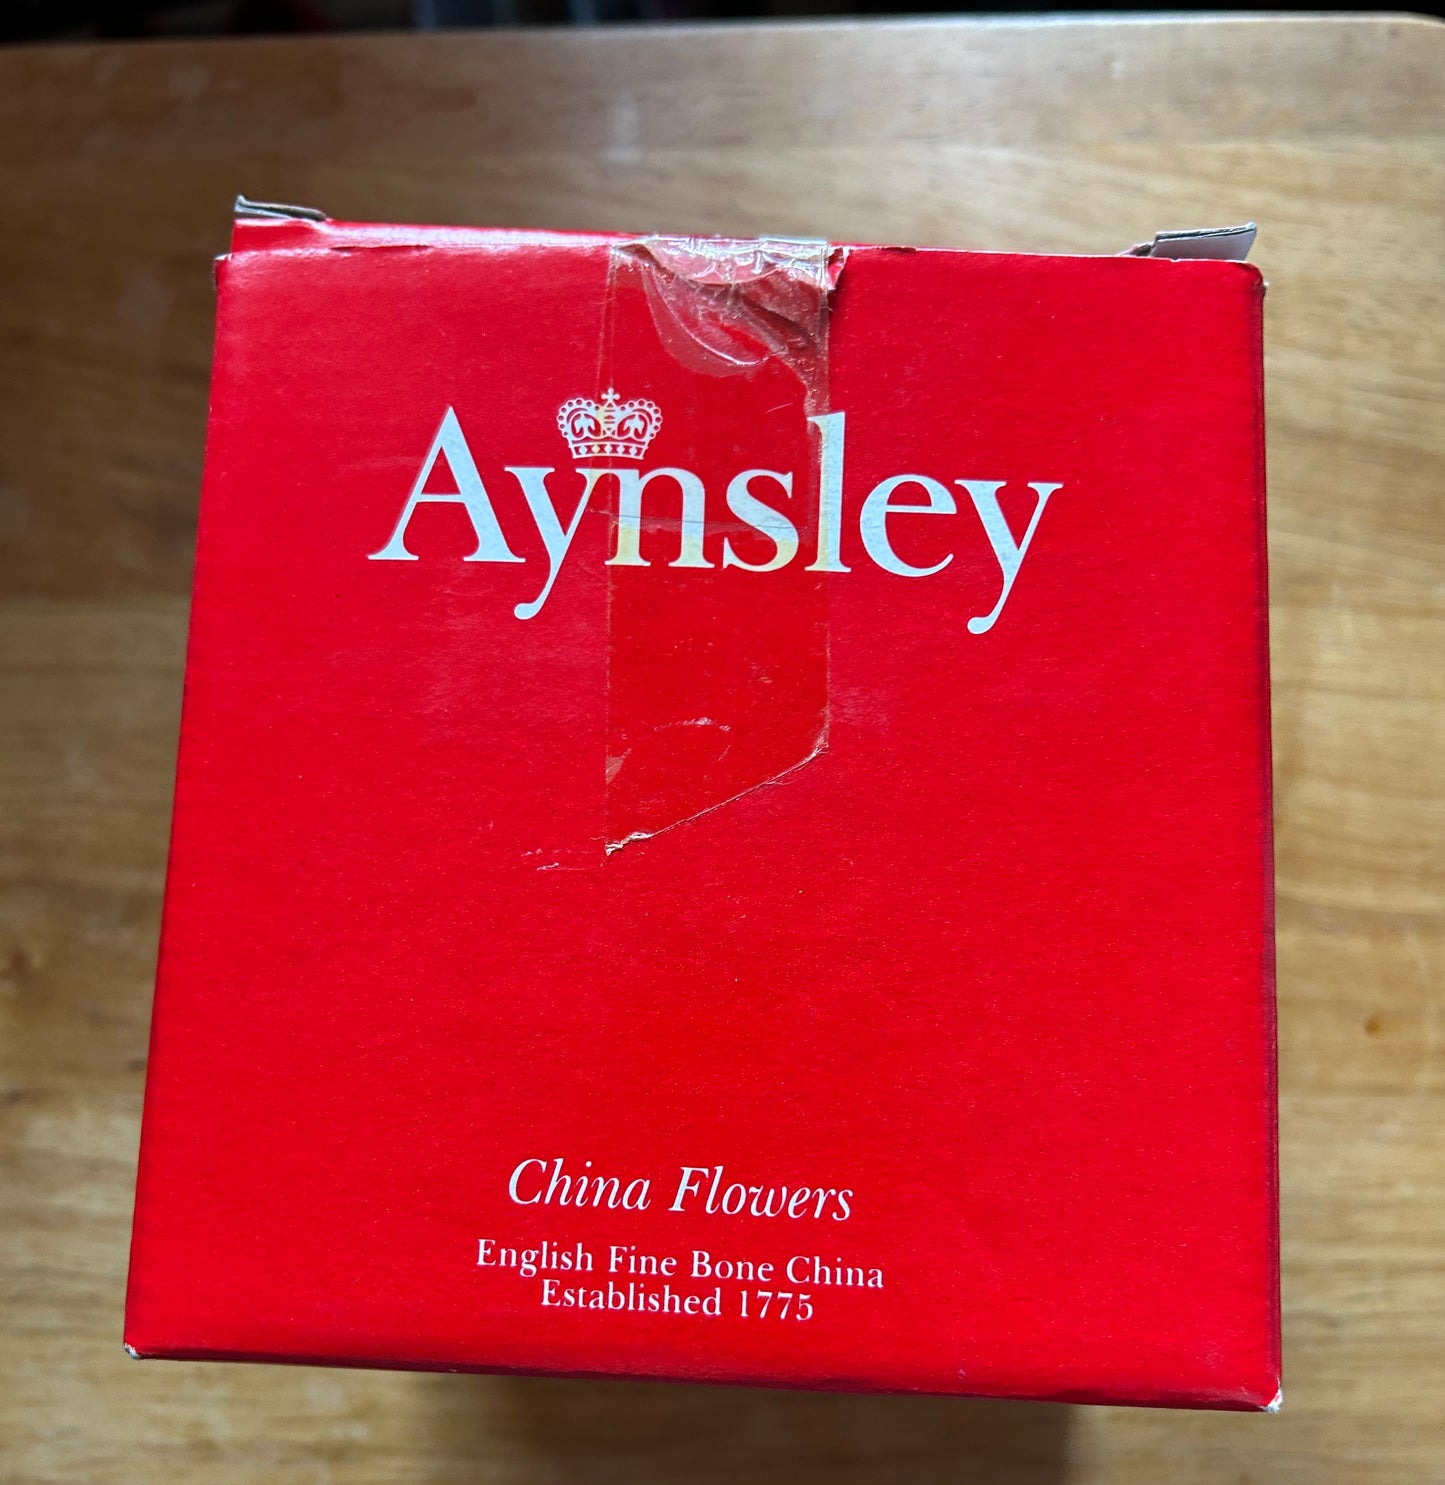 Aynsley
China Flowers
English Fine Bone China
Established 1775